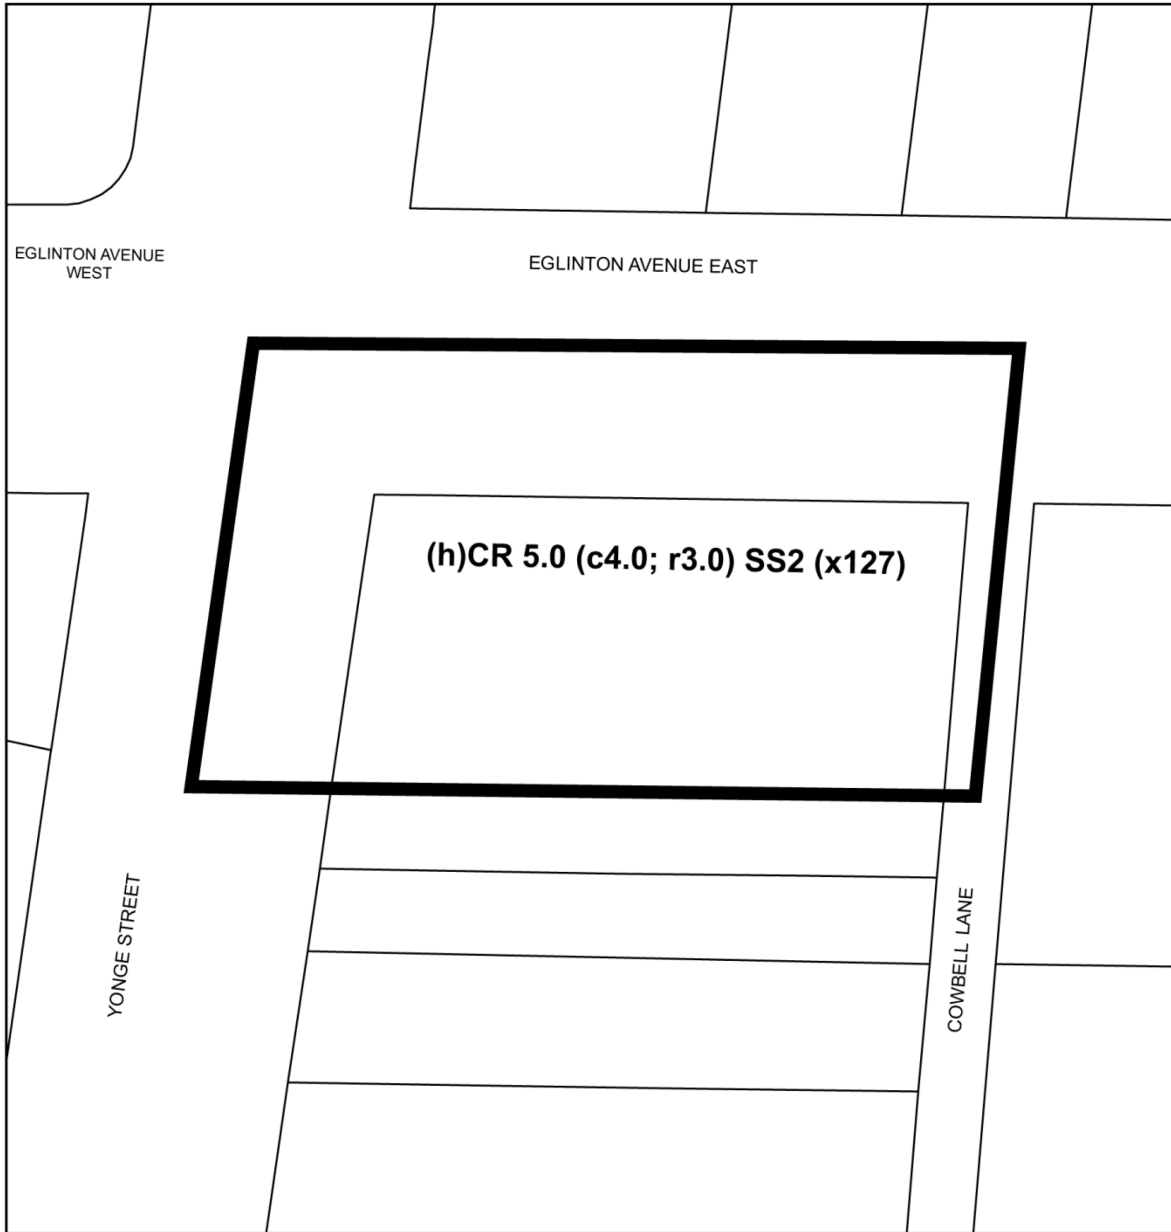 EGLINTON AVENUE
WEST
EGLINTON AVENUE EAST
(h)CR 5.0 (c4.0; r3.0) SS2 (x127)
YONGE STREET
COWBELL LANE